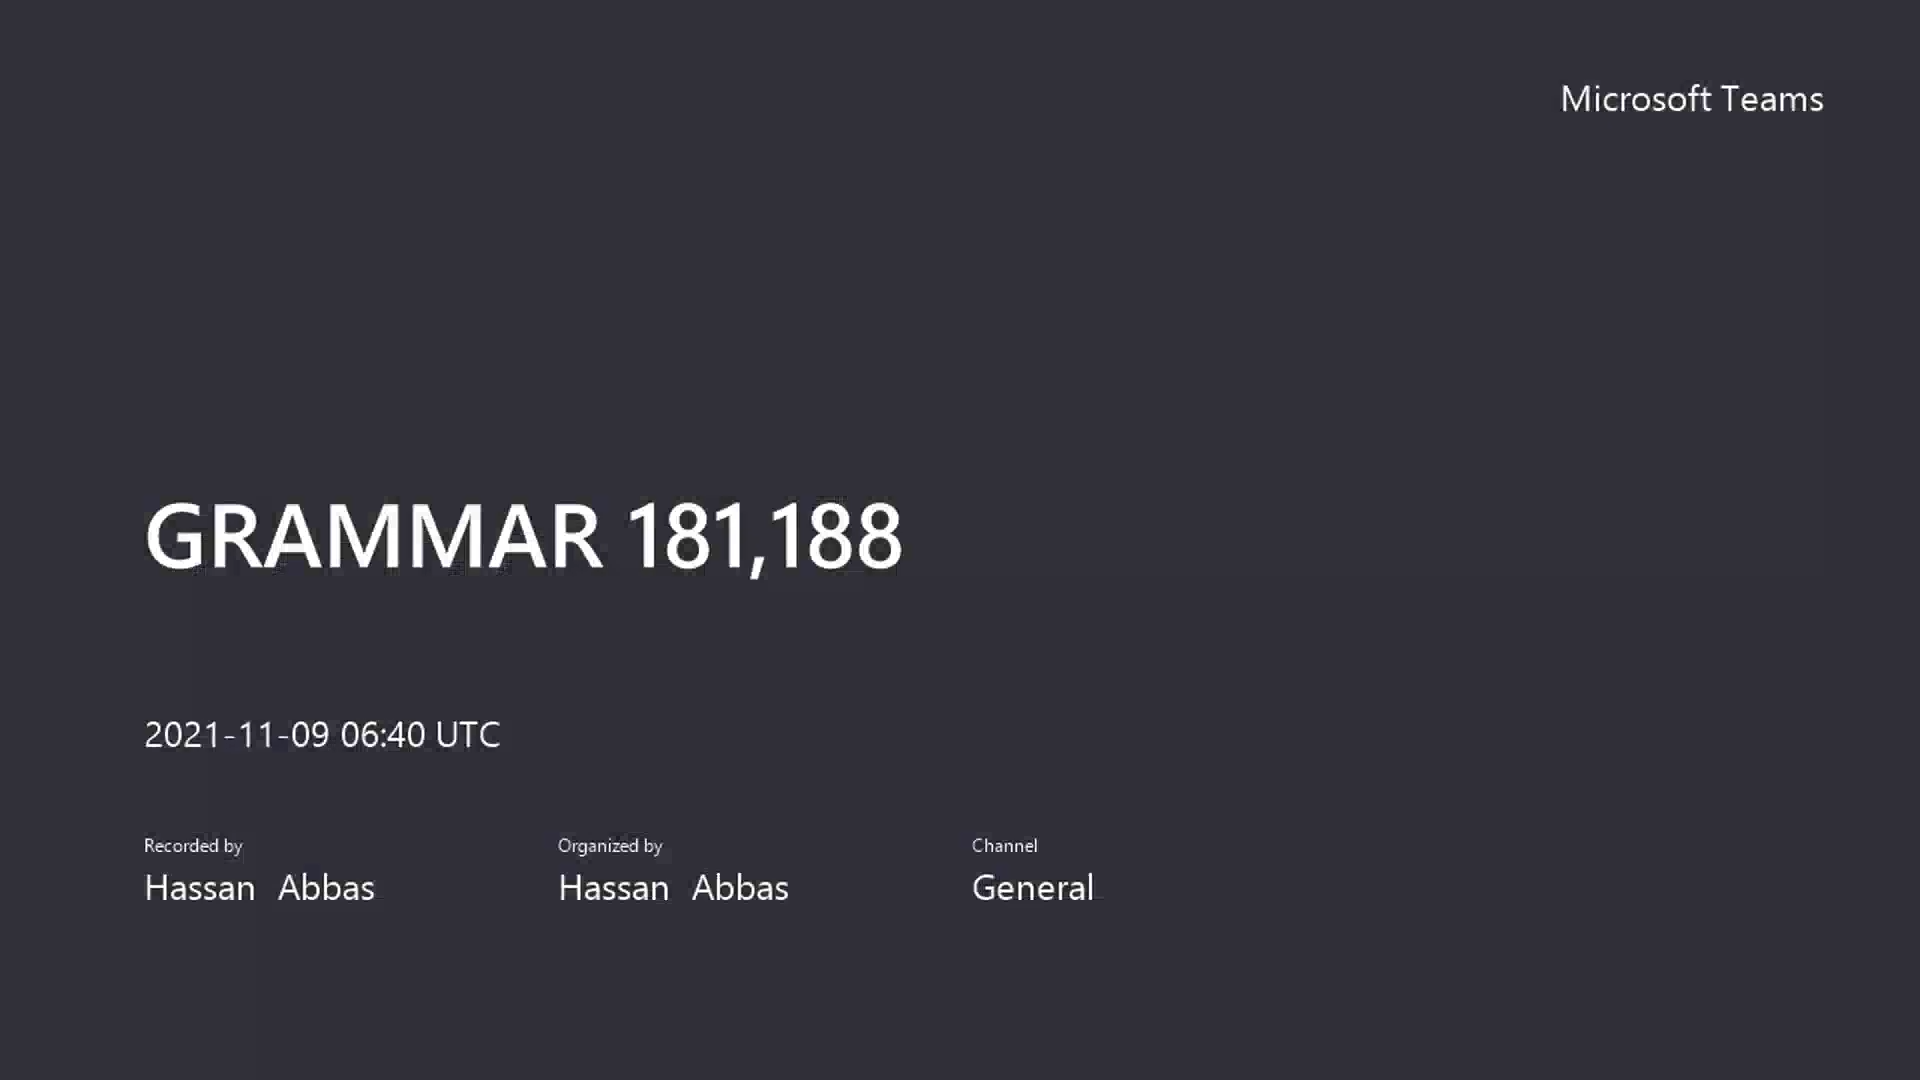 Microsoft Teams
GRAMMAR 181,188
2021-11-09 06:40 UTC
Recorded by
Hassan Abbas
Organized by
Hassan Abbas
Channel
General